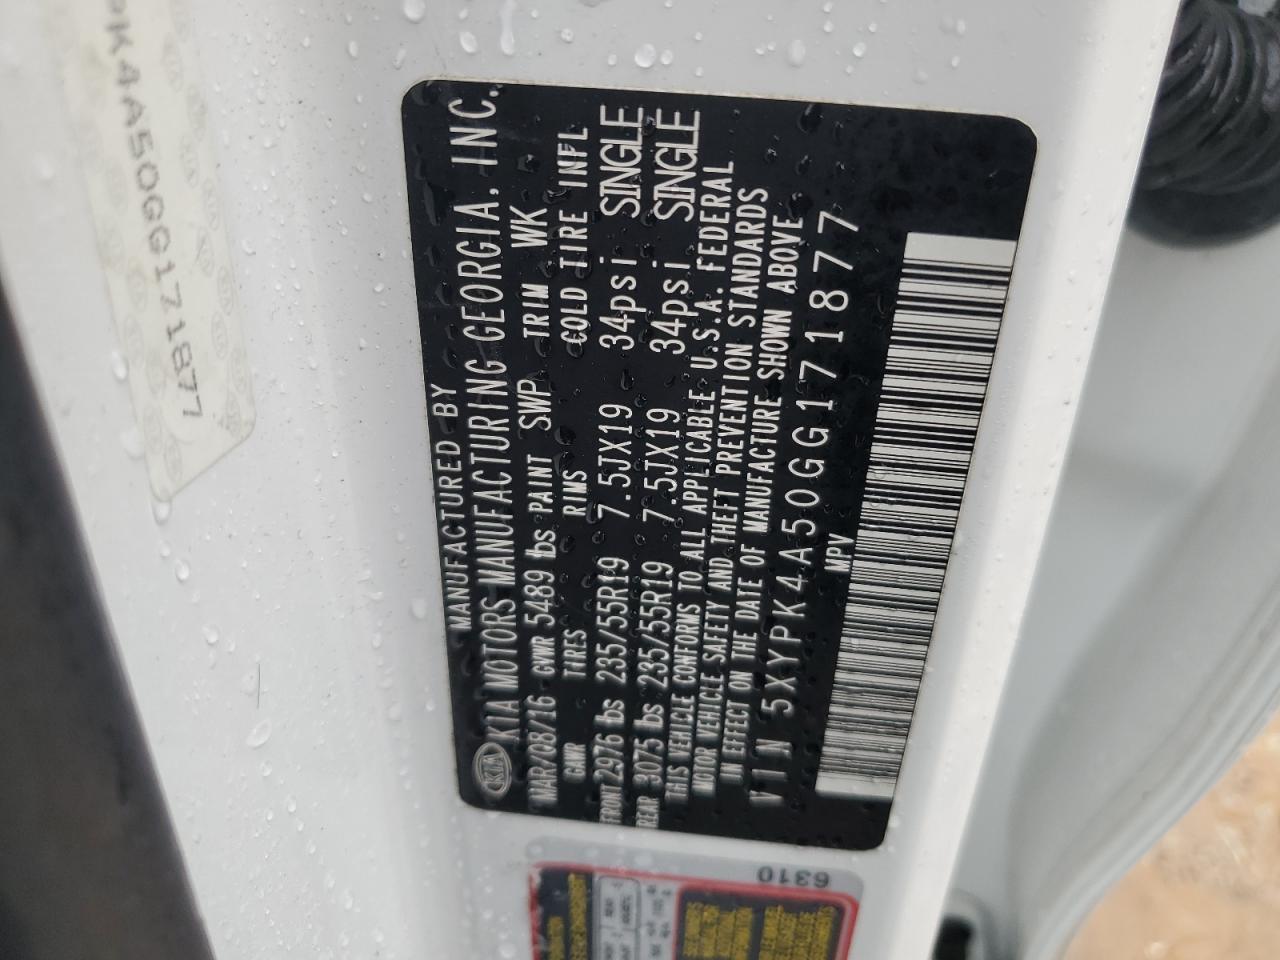 PK4A50GG171877
MANUFACTURED BY
KIA KIA MOTORS MANUFACTURING GEORGIA, INC.
MAR/08/16 GVWR 5489 lbs PAINT SWP TRIM WK
GAWR TIRES RIMS COLD TIRE INFL
FRONT 2976 lbs 235/55R19 7.5JX19 34psi SINGLE
REAR 3075 lbs 235/55R19 7.5JX19 34psi SINGLE
THIS VEHICLE CONFORMS TO ALL APPLICABLE U.S.A. FEDERAL
MOTOR VEHICLE SAFETY AND THEFT PREVENTION STANDARDS
IN EFFECT ON THE DATE OF MANUFACTURE SHOWN ABOVE
VIN 5XYPK4A50GG171877
MPV
6310